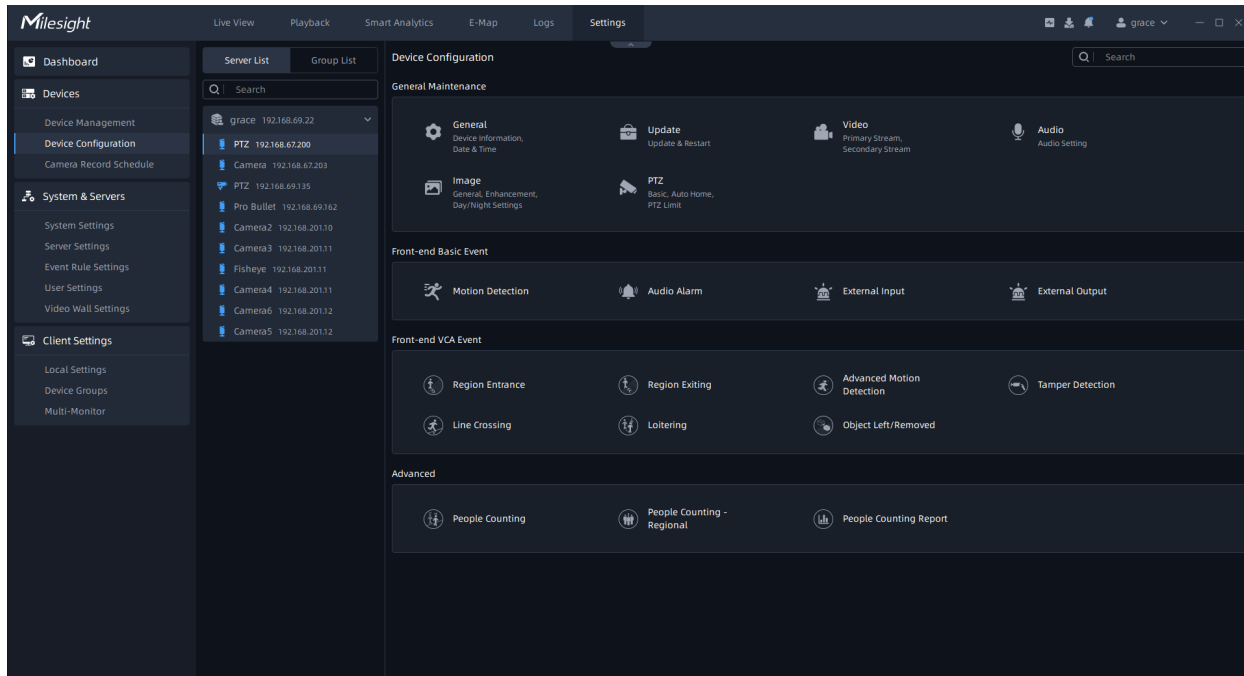 Milesight
Live View
Playback
Smart Analytics
E-Map
Logs
Settings
grace
Dashboard
Devices
Device Management
Device Configuration
Camera Record Schedule
System & Servers
System Settings
Server Settings
Event Rule Settings
User Settings
Video Wall Settings
Client Settings
Local Settings
Device Groups
Multi-Monitor
Server List
Group List
Search
grace 192.168.69.22
PTZ 192.168.67.200
Camera 192.168.67.203
PTZ 192.168.69.135
Pro Bullet 192.168.69.162
Camera2 192.168.201.10
Camera3 192.168.201.11
Fisheye 192.168.201.11
Camera4 192.168.201.11
Camera6 192.168.201.12
Camera5 192.168.201.12
Device Configuration
Search
General Maintenance
General
Device Information,
Date & Time
Update
Update & Restart
Video
Primary Stream,
Secondary Stream
Audio
Audio Setting
Image
General, Enhancement,
Day/Night Settings
PTZ
Basic, Auto Home,
PTZ Limit
Front-end Basic Event
Motion Detection
Audio Alarm
External Input
External Output
Front-end VCA Event
Region Entrance
Region Exiting
Advanced Motion
Detection
Tamper Detection
Line Crossing
Loitering
Object Left/Removed
Advanced
People Counting
People Counting -
Regional
People Counting Report